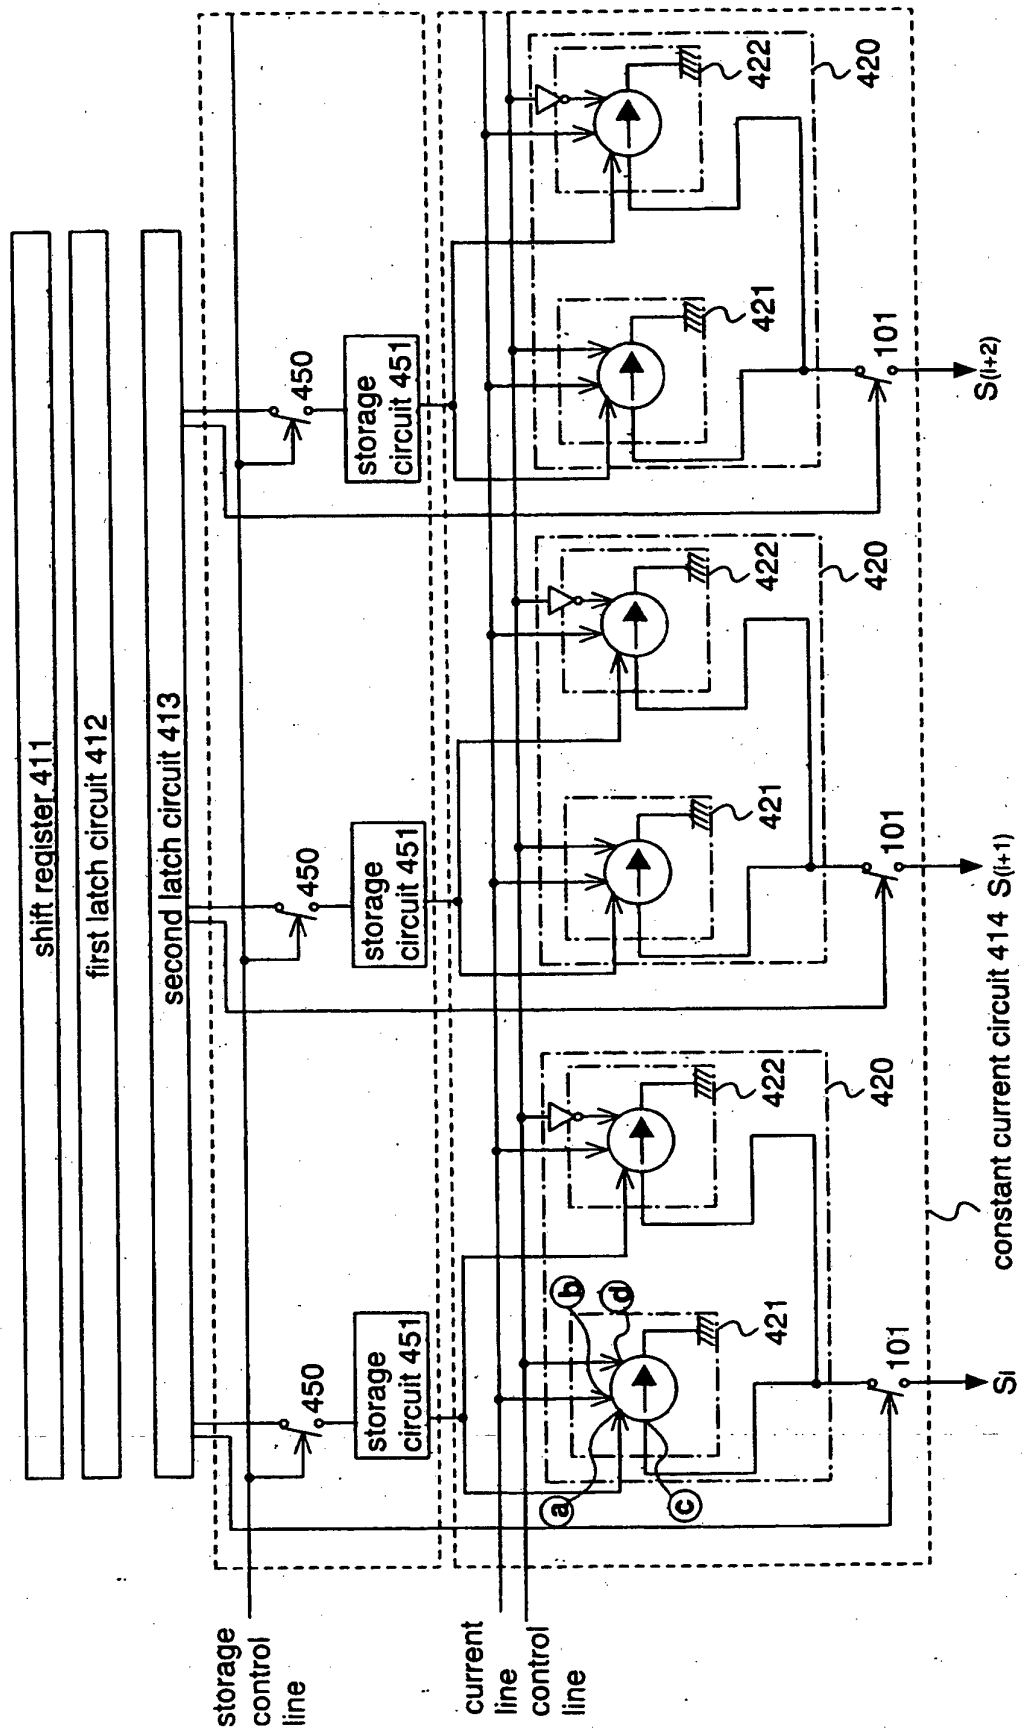 shift register 411
first latch circuit 412
second latch circuit 413
storage
control
line
450
450
450
storage
circuit 451
storage
circuit 451
storage
circuit 451
current
line
control
line
a
b
c
d
421
422
420
421
422
420
421
422
420
101
101
101
Si
S(i+1)
S(i+2)
constant current circuit 414